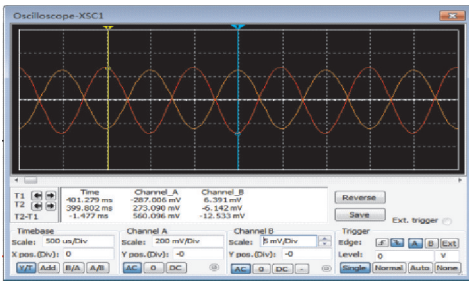 Oscilloscope-XSC1
Time Channel_A Channel_B
T1 401.279 ms -287.006 mV 6.391 mV
T2 399.802 ms 273.090 mV -6.142 mV
T2-T1 -1.477 ms 560.096 mV -12.533 mV
Reverse
Save
Ext. trigger
Timebase
Scale: 500 us/Div
X pos.(Div): -0
Y/T Add B/A A/B
Channel A
Scale: 200 mV/Div
Y pos.(Div): -0
AC 0 DC
Channel B
Scale: 5 mV/Div
Y pos.(Div): -0
AC 0 DC -
Trigger
Edge: A B Ext
Level: 0 V
Single Normal Auto None